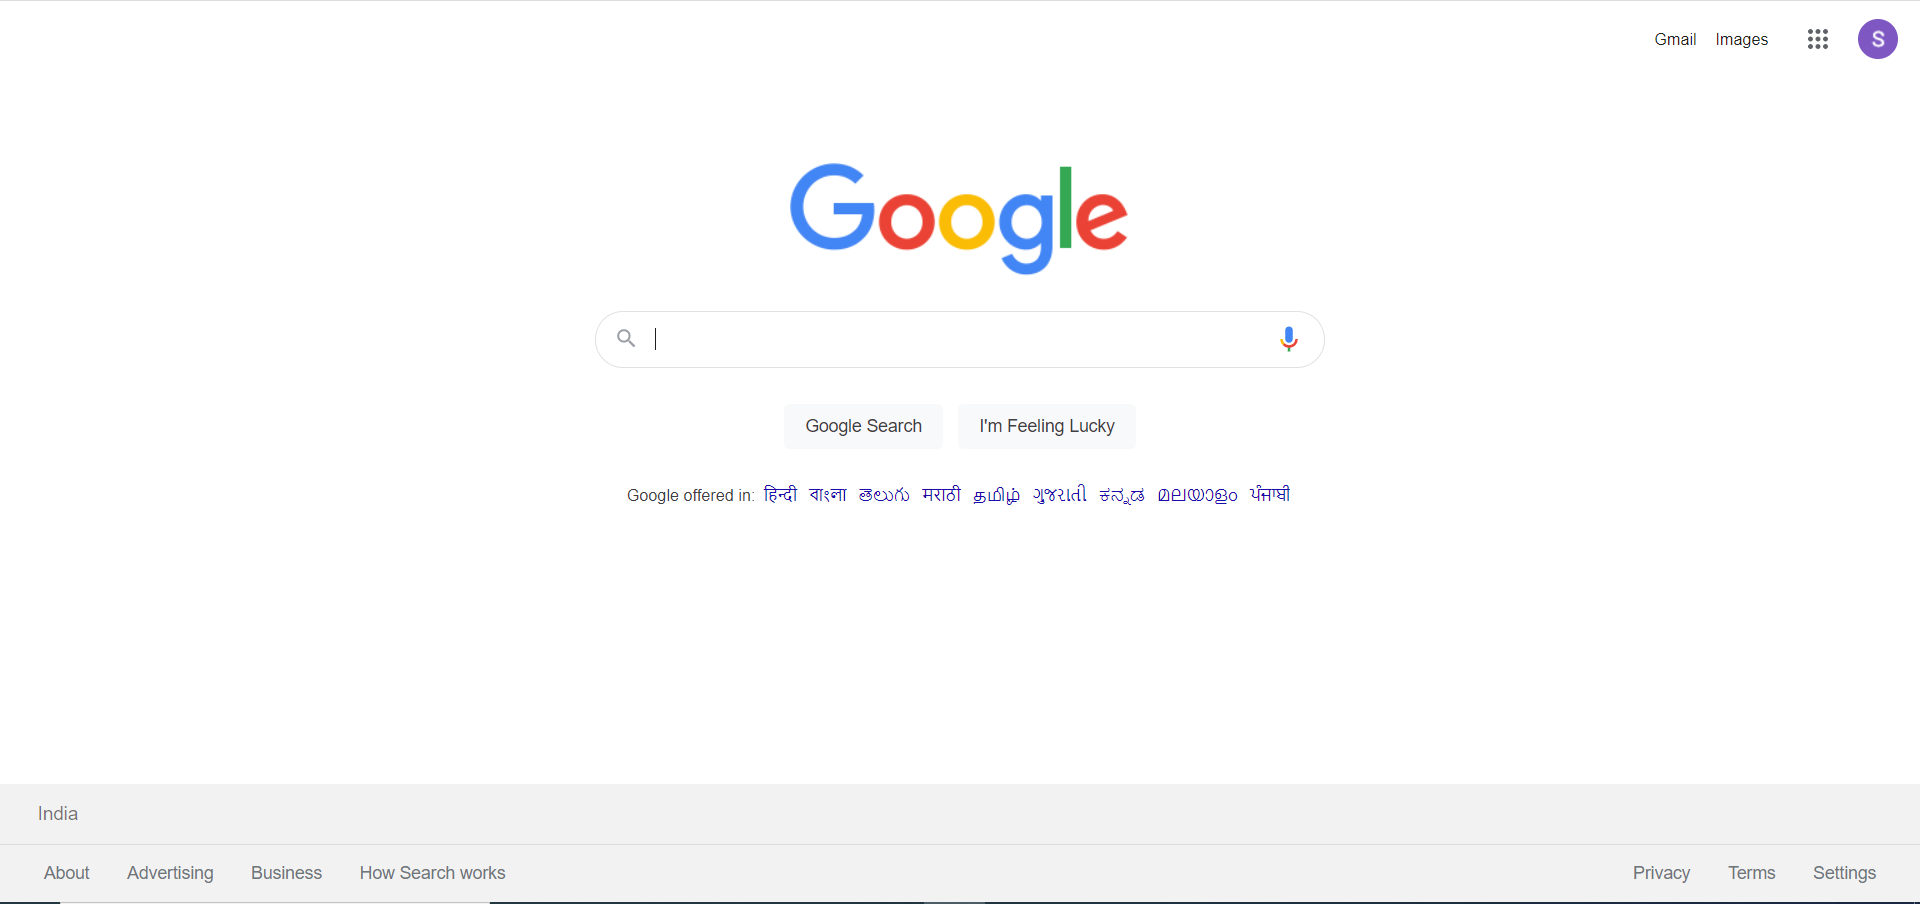 Gmail Images S
Google
Google Search I'm Feeling Lucky
Google offered in: हिन्दी বাংলা తెలుగు मराठी தமிழ் ગુજરાતી ಕನ್ನಡ മലയാളം ਪੰਜਾਬੀ
India
About Advertising Business How Search works Privacy Terms Settings